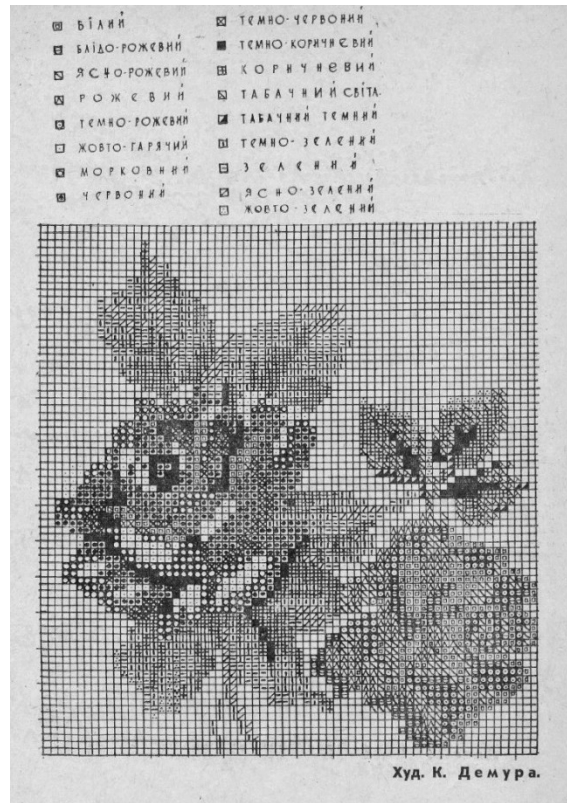 БІЛИЙ
БЛІДО-РОЖЕВИЙ
ЯСНО-РОЖЕВИЙ
РОЖЕВИЙ
ТЕМНО-РОЖЕВИЙ
ЖОВТО-ГАРЯЧИЙ
МОРКОВНИЙ
ЧЕРВОНИЙ
ТЕМНО-ЧЕРВОНИЙ
ТЕМНО-КОРИЧНЄВИЙ
КОРИЧНЕВИЙ
ТАБАЧНИЙ СВІТЛ.
ТАБАЧНИЙ ТЕМНИЙ
ТЕМНО-ЗЕЛЕНИЙ
ЗЕЛЕНИЙ
ЯСНО-ЗЕЛЕНИЙ
ЖОВТО-ЗЕЛЕНИЙ
Худ. К. Демура.